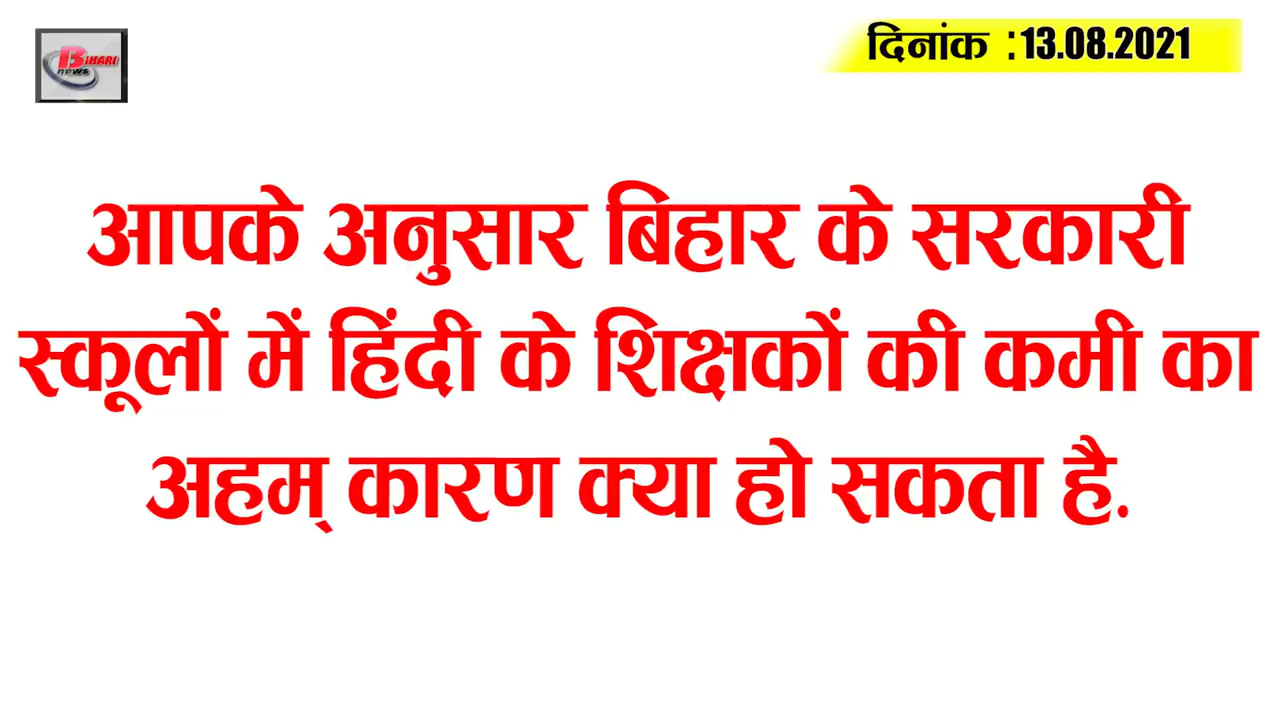 BIHARI
news
दिनांक :13.08.2021
आपके अनुसार बिहार के सरकारी
स्कूलों में हिंदी के शिक्षकों की कमी का
अहम् कारण क्या हो सकता है.